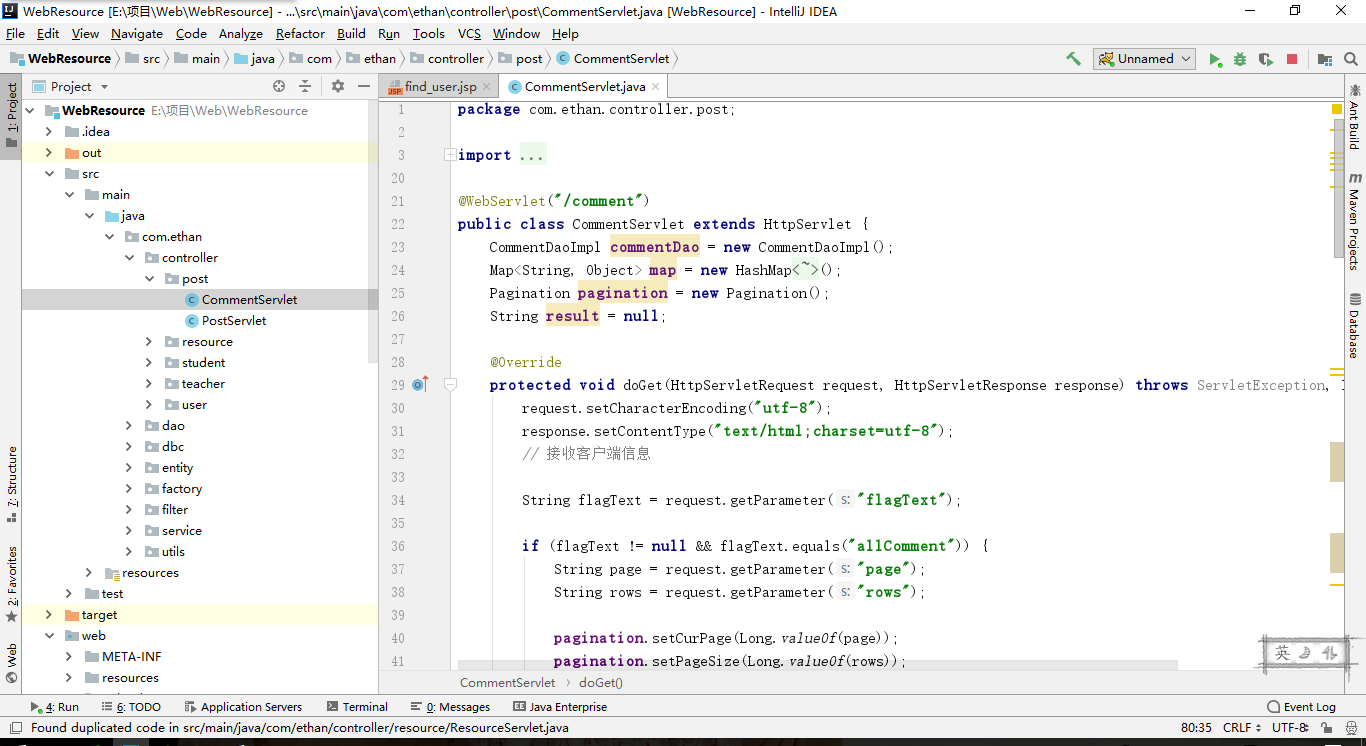 WebResource [E:\项目\Web\WebResource] - ...\src\main\java\com\ethan\controller\post\CommentServlet.java [WebResource] - IntelliJ IDEA
File Edit View Navigate Code Analyze Refactor Build Run Tools VCS Window Help
WebResource src main java com ethan controller post CommentServlet Unnamed
1: Project
7: Structure
2: Favorites
Web
Project
WebResource E:\项目\Web\WebResource
.idea
out
src
main
java
com.ethan
controller
post
CommentServlet
PostServlet
resource
student
teacher
user
dao
dbc
entity
factory
filter
service
utils
resources
test
target
web
META-INF
resources
find_user.jsp CommentServlet.java
1 package com.ethan.controller.post;
2
3 import ...
20
21 @WebServlet("/comment")
22 public class CommentServlet extends HttpServlet {
23 CommentDaoImpl commentDao = new CommentDaoImpl();
24 Map<String, Object> map = new HashMap<~>();
25 Pagination pagination = new Pagination();
26 String result = null;
27
28 @Override
29 protected void doGet(HttpServletRequest request, HttpServletResponse response) throws ServletException,
30 request.setCharacterEncoding("utf-8");
31 response.setContentType("text/html;charset=utf-8");
32 // 接收客户端信息
33
34 String flagText = request.getParameter( s: "flagText");
35
36 if (flagText != null && flagText.equals("allComment")) {
37 String page = request.getParameter( s: "page");
38 String rows = request.getParameter( s: "rows");
39
40 pagination.setCurPage(Long.valueOf(page));
41 pagination.setPageSize(Long.valueOf(rows));
CommentServlet › doGet()
Ant Build
Maven Projects
Database
英
4: Run 6: TODO Application Servers Terminal 0: Messages Java Enterprise Event Log
Found duplicated code in src/main/java/com/ethan/controller/resource/ResourceServlet.java 80:35 CRLF UTF-8